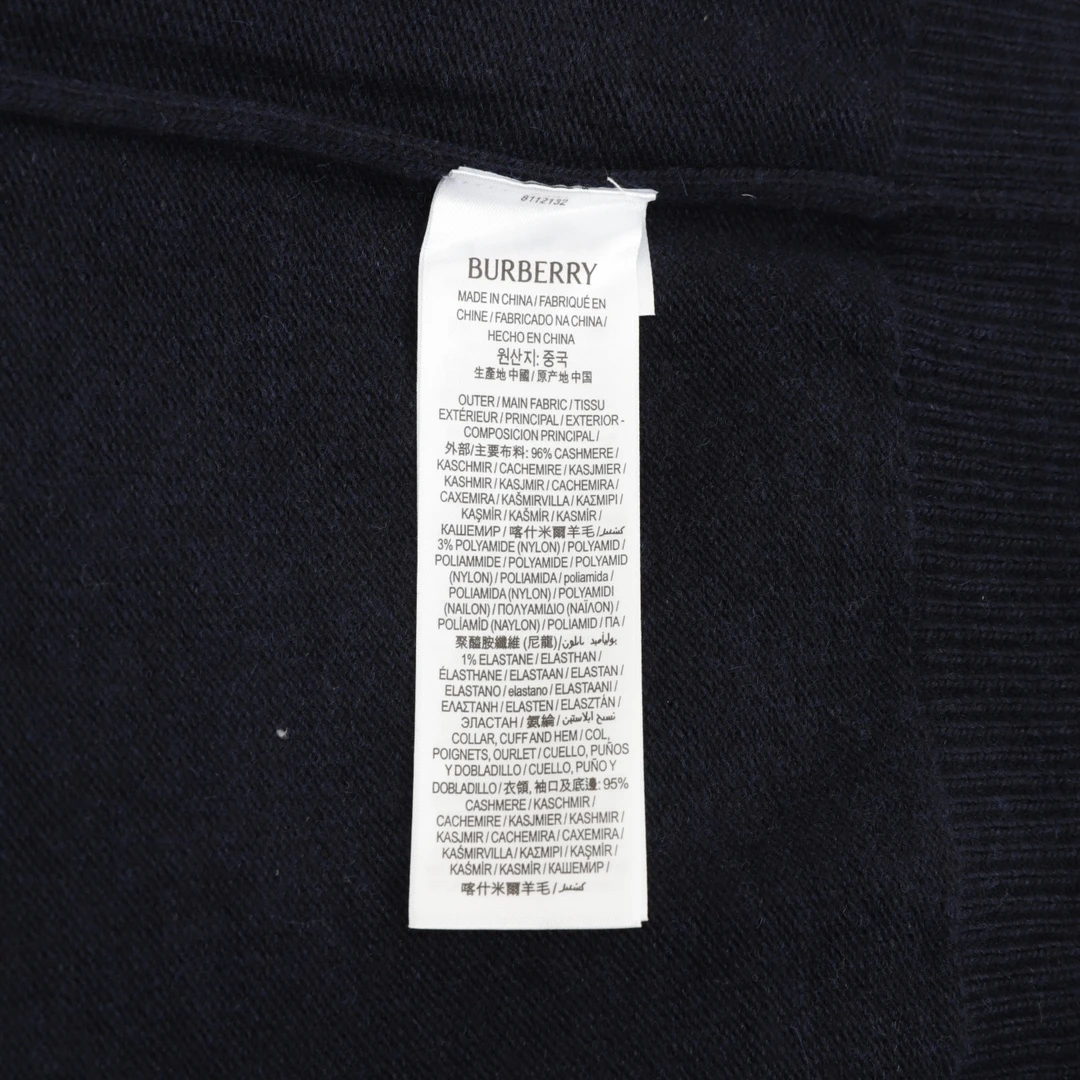 8112132
BURBERRY
MADE IN CHINA / FABRIQUÉ EN
CHINE / FABRICADO NA CHINA /
HECHO EN CHINA
원산지: 중국
生產地 中國 / 原产地 中国
OUTER / MAIN FABRIC / TISSU
EXTÉRIEUR / PRINCIPAL / EXTERIOR -
COMPOSICION PRINCIPAL /
外部/主要布料: 96% CASHMERE /
KASCHMIR / CACHEMIRE / KASJMIER /
KASHMIR / KASJMIR / CACHEMIRA /
CAXEMIRA / KAŠMIRVILLA / ΚΑΣΜΙΡΙ /
KAŞMİR / KAŠMÍR / KASMÍR /
КАШЕМИР / 喀什米爾羊毛 / كشمير
3% POLYAMIDE (NYLON) / POLYAMID /
POLIAMMIDE / POLYAMIDE / POLYAMID
(NYLON) / POLIAMIDA / poliamida /
POLIAMIDA (NYLON) / POLYAMIDI
(NAILON) / ΠΟΛΥΑΜΙΔΙΟ (ΝΑΪΛΟΝ) /
POLİAMİD (NAYLON) / POLIAMID / ПА /
聚醯胺纖維 (尼龍)/ بوليأميد نايلون
1% ELASTANE / ELASTHAN /
ÉLASTHANE / ELASTAAN / ELASTAN /
ELASTANO / elastano / ELASTAANI /
ΕΛΑΣΤΑΝΗ / ELASTEN / ELASZTÁN /
ЭЛАСТАН / 氨綸 / نسيج ايلاستين
COLLAR, CUFF AND HEM / COL,
POIGNETS, OURLET / CUELLO, PUÑOS
Y DOBLADILLO / CUELLO, PUÑO Y
DOBLADILLO / 衣領, 袖口及底邊: 95%
CASHMERE / KASCHMIR /
CACHEMIRE / KASJMIER / KASHMIR /
KASJMIR / CACHEMIRA / CAXEMIRA /
KAŠMIRVILLA / ΚΑΣΜΙΡΙ / KAŞMİR /
KAŠMÍR / KASMÍR / КАШЕМИР /
喀什米爾羊毛 / كشمير